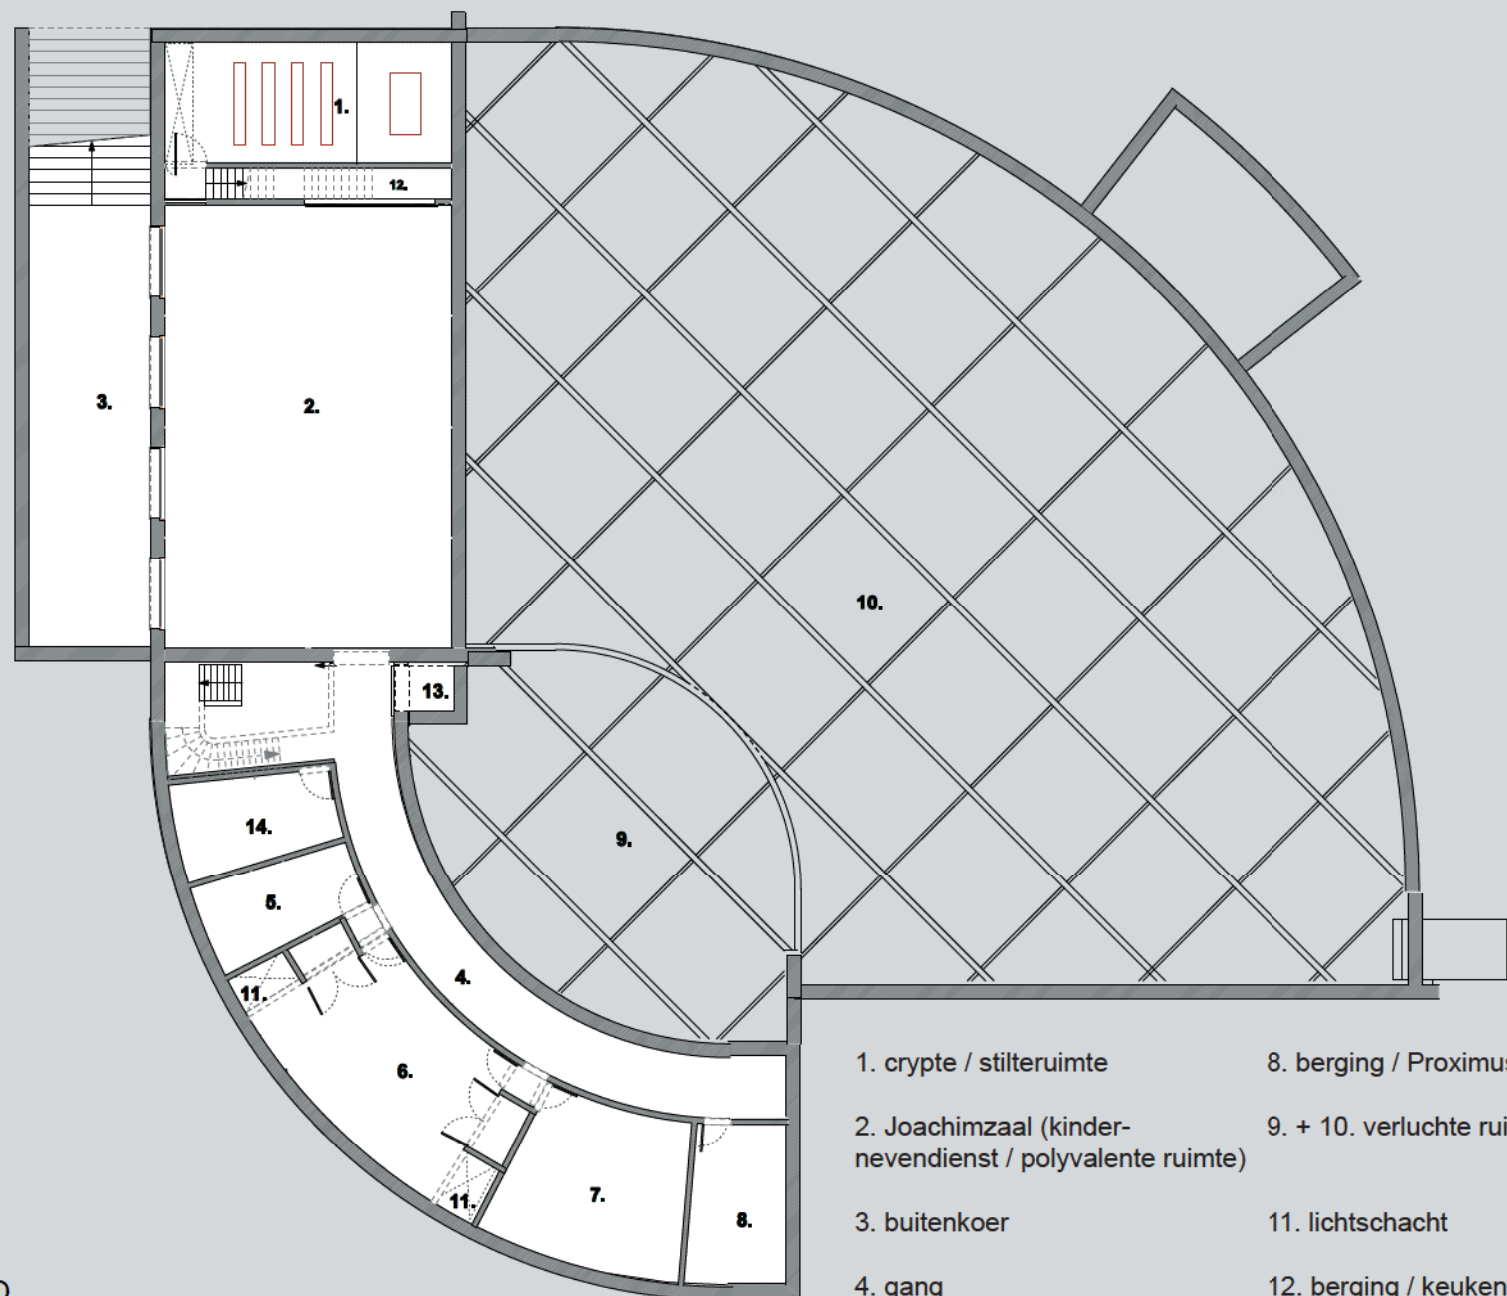 1.
12.
3.
2.
10.
13.
14.
9.
5.
4.
11.
6.
7.
11.
8.
1. crypte / stilteruimte
2. Joachimzaal (kinder-
nevendienst / polyvalente ruimte)
3. buitenkoer
4. gang
8. berging /
9. + 10. verluchte
11. lichtschacht
12. berging / keuken